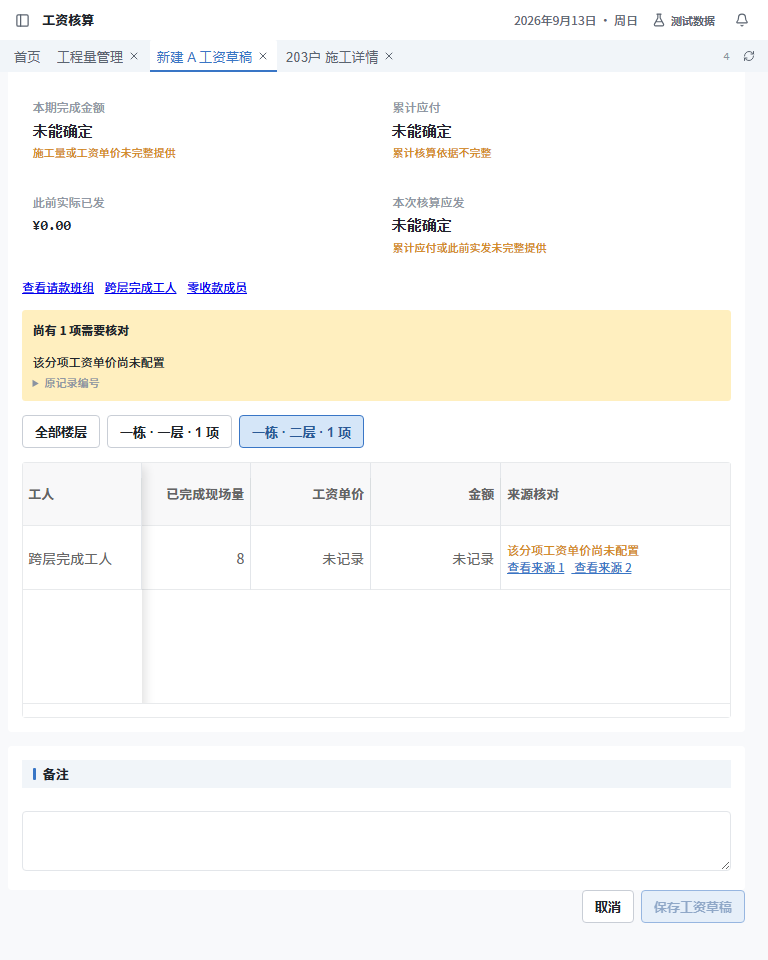 工资核算
2026年9月13日 • 周日
测试数据
首页
工程量管理
新建 A 工资草稿
203户 施工详情
4
本期完成金额
未能确定
施工量或工资单价未完整提供
累计应付
未能确定
累计核算依据不完整
此前实际已发
¥0.00
本次核算应发
未能确定
累计应付或此前实发未完整提供
查看请款班组 跨层完成工人 零收款成员
尚有 1 项需要核对
该分项工资单价尚未配置
原记录编号
全部楼层
一栋 · 一层 · 1 项
一栋 · 二层 · 1 项
工人 已完成现场量 工资单价 金额 来源核对
跨层完成工人 8 未记录 未记录 该分项工资单价尚未配置
查看来源 1 查看来源 2
备注
取消
保存工资草稿